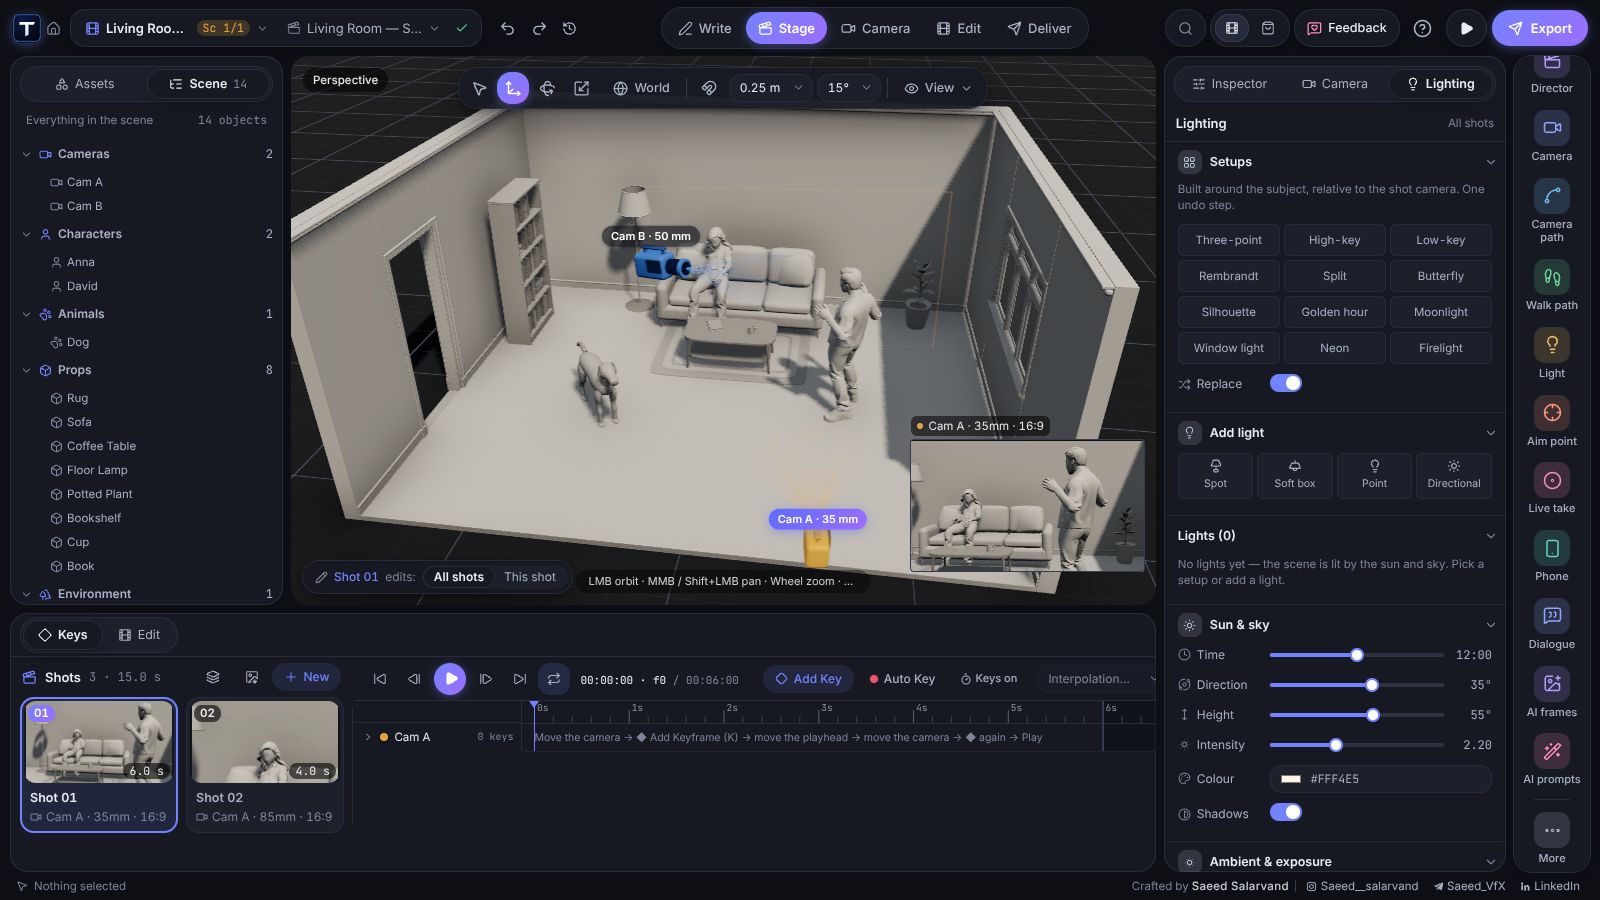 T
Living Roo...
Sc 1/1
Living Room — S...
Write
Stage
Camera
Edit
Deliver
Feedback
Export
Assets
Scene 14
Everything in the scene
14 objects
Cameras 2
Cam A
Cam B
Characters 2
Anna
David
Animals 1
Dog
Props 8
Rug
Sofa
Coffee Table
Floor Lamp
Potted Plant
Bookshelf
Cup
Book
Environment 1
Perspective
World
0.25 m
15°
View
Cam B · 50 mm
Cam A · 35mm · 16:9
Cam A · 35 mm
Shot 01 edits:
All shots
This shot
LMB orbit · MMB / Shift+LMB pan · Wheel zoom · ...
Inspector
Camera
Lighting
Lighting
All shots
Setups
Built around the subject, relative to the shot camera. One
undo step.
Three-point
High-key
Low-key
Rembrandt
Split
Butterfly
Silhouette
Golden hour
Moonlight
Window light
Neon
Firelight
Replace
Add light
Spot
Soft box
Point
Directional
Lights (0)
No lights yet — the scene is lit by the sun and sky. Pick a
setup or add a light.
Sun & sky
Time 12:00
Direction 35°
Height 55°
Intensity 2.20
Colour #FFF4E5
Shadows
Ambient & exposure
Director
Camera
Camera
path
Walk path
Light
Aim point
Live take
Phone
Dialogue
AI frames
AI prompts
More
Keys
Edit
Shots 3 · 15.0 s
New
00:00:00 · f0 / 00:06:00
Add Key
Auto Key
Keys on
Interpolation...
01
6.0 s
Shot 01
Cam A · 35mm · 16:9
02
4.0 s
Shot 02
Cam A · 85mm · 16:9
0s
1s
2s
3s
4s
5s
6s
Cam A
0 keys
Move the camera → ◆ Add Keyframe (K) → move the playhead → move the camera → ◆ again → Play
Nothing selected
Crafted by Saeed Salarvand
Saeed__salarvand
Saeed_VfX
LinkedIn